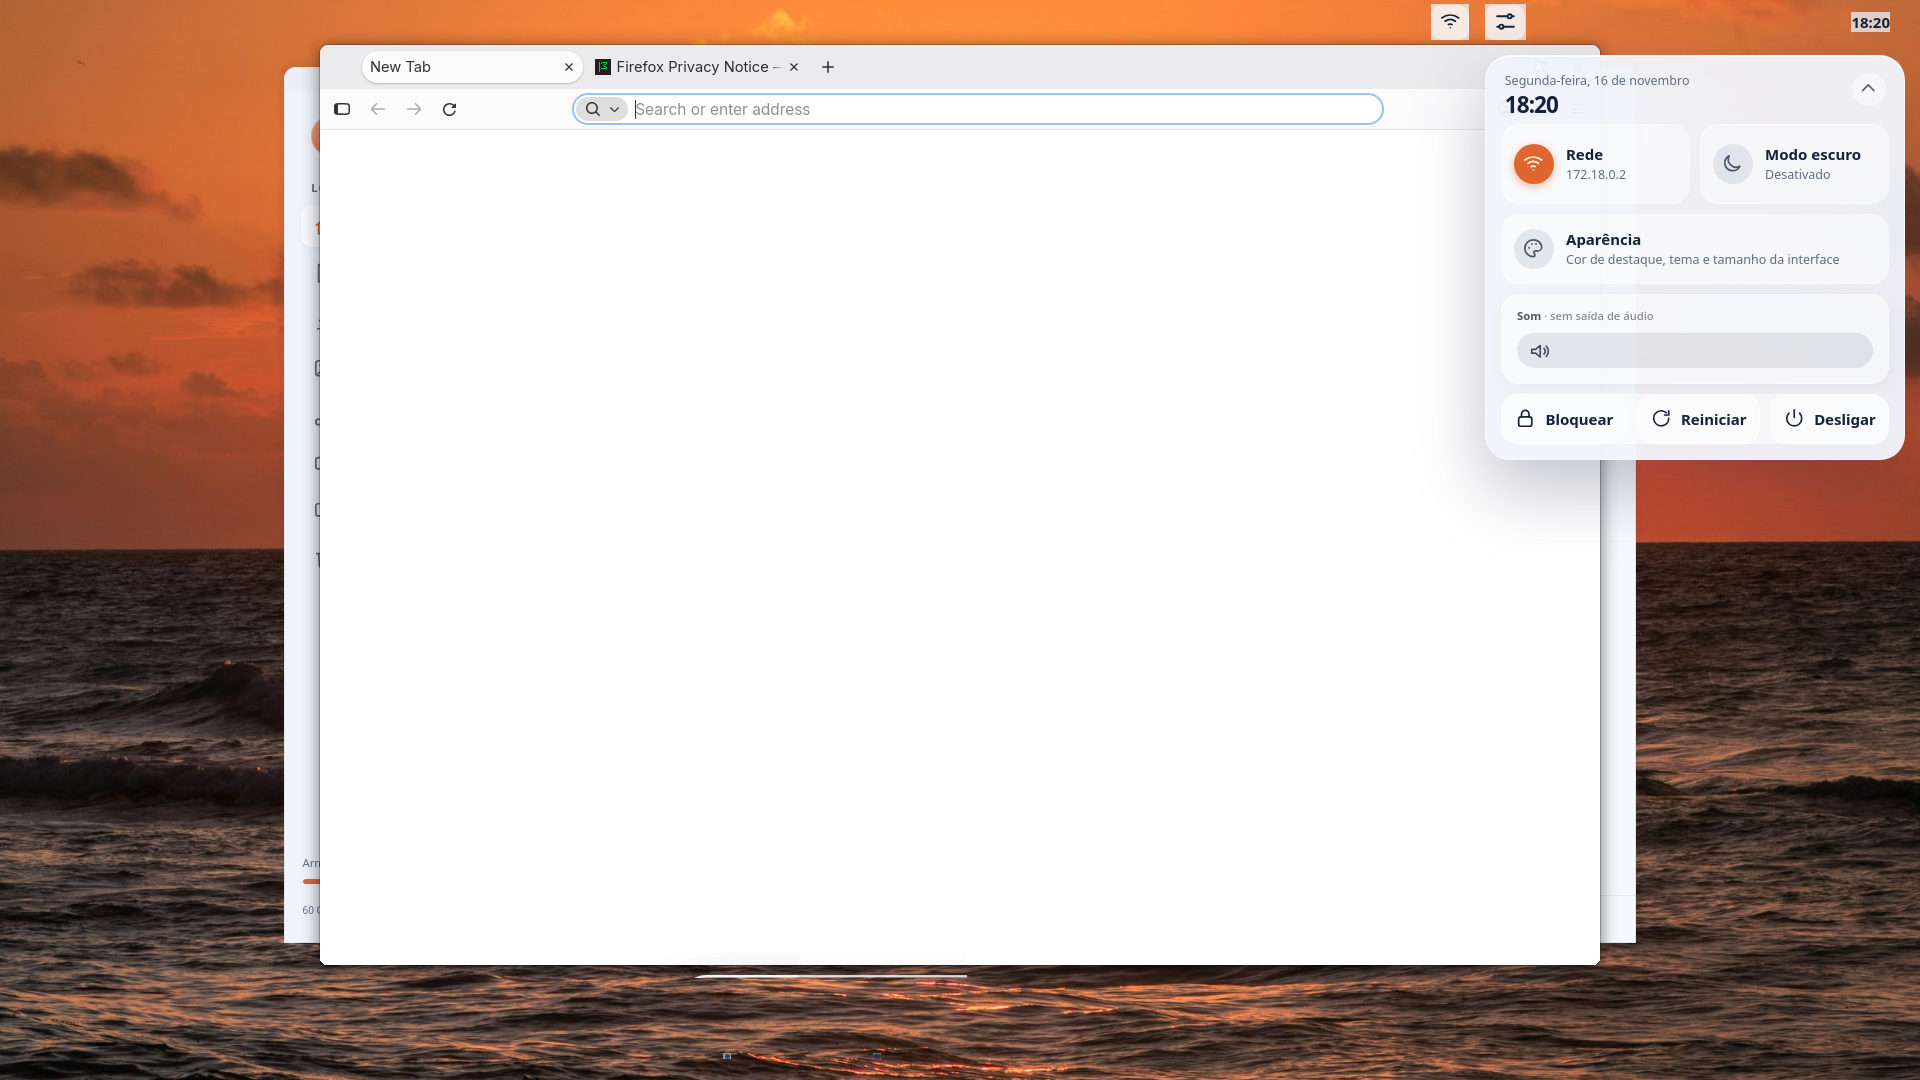 18:20
New Tab
Firefox Privacy Notice —
Search or enter address
Segunda-feira, 16 de novembro
18:20
Rede
172.18.0.2
Modo escuro
Desativado
Aparência
Cor de destaque, tema e tamanho da interface
Som · sem saída de áudio
Bloquear
Reiniciar
Desligar
60